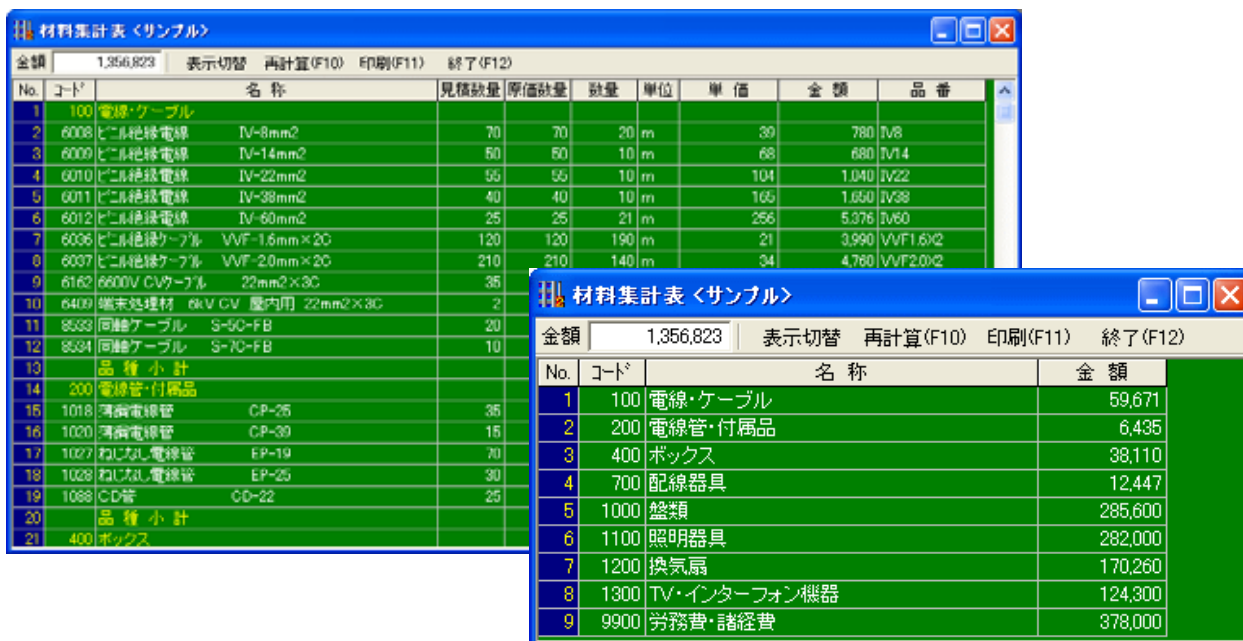 材料集計表 <サンプル>
金額 1,356,823 表示切替 再計算(F10) 印刷(F11) 終了(F12)
No. コード 名 称 見積数量 原価数量 数量 単位 単 価 金 額 品 番
1 100 電線・ケーブル
2 6008 ビニル絶縁電線 IV-8mm2 70 70 20 m 39 780 IV8
3 6009 ビニル絶縁電線 IV-14mm2 50 50 10 m 68 680 IV14
4 6010 ビニル絶縁電線 IV-22mm2 55 55 10 m 104 1,040 IV22
5 6011 ビニル絶縁電線 IV-38mm2 40 40 10 m 165 1,650 IV38
6 6012 ビニル絶縁電線 IV-60mm2 25 25 21 m 256 5,376 IV60
7 6036 ビニル絶縁ケーブル VVF-1.6mm×2C 120 120 190 m 21 3,990 VVF1.6X2
8 6037 ビニル絶縁ケーブル VVF-2.0mm×2C 210 210 140 m 34 4,760 VVF2.0X2
9 6162 6600V CVケーブル 22mm2×3C 35
10 6409 端末処理材 6kV CV 屋内用 22mm2×3C 2
11 8533 同軸ケーブル S-5C-FB 20
12 8534 同軸ケーブル S-7C-FB 10
13 品 種 小 計
14 200 電線管・付属品
15 1018 薄鋼電線管 CP-25 35
16 1020 薄鋼電線管 CP-39 15
17 1027 ねじなし電線管 EP-19 70
18 1028 ねじなし電線管 EP-25 30
19 1088 CD管 CD-22 25
20 品 種 小 計
21 400 ボックス
材料集計表 <サンプル>
金額 1,356,823 表示切替 再計算(F10) 印刷(F11) 終了(F12)
No. コード 名 称 金 額
1 100 電線・ケーブル 59,671
2 200 電線管・付属品 6,435
3 400 ボックス 38,110
4 700 配線器具 12,447
5 1000 盤類 285,600
6 1100 照明器具 282,000
7 1200 換気扇 170,260
8 1300 TV・インターフォン機器 124,300
9 9900 労務費・諸経費 378,000